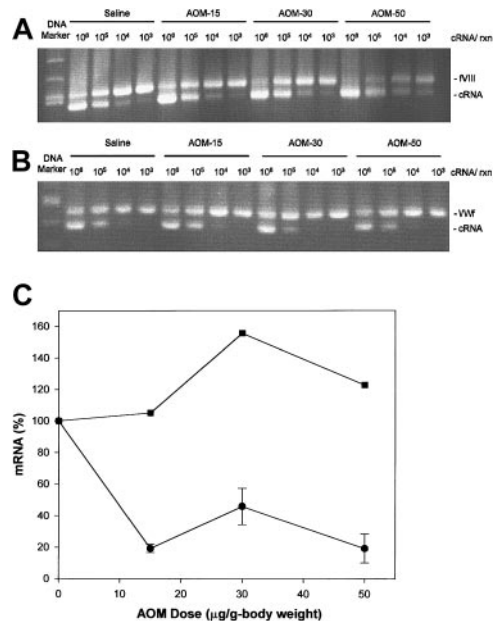 A
Saline AOM-15 AOM-30 AOM-50
DNA Marker
10⁶ 10⁵ 10⁴ 10³ 10⁶ 10⁵ 10⁴ 10³ 10⁶ 10⁵ 10⁴ 10³ 10⁶ 10⁵ 10⁴ 10³ cRNA/ rxn
- fVIII
- cRNA
B
Saline AOM-15 AOM-30 AOM-50
DNA Marker
10⁶ 10⁵ 10⁴ 10³ 10⁶ 10⁵ 10⁴ 10³ 10⁶ 10⁵ 10⁴ 10³ 10⁶ 10⁵ 10⁴ 10³ cRNA/ rxn
- VWf
- cRNA
C
160
140
120
100
80
60
40
20
0
mRNA (%)
0 10 20 30 40 50
AOM Dose (µg/g-body weight)